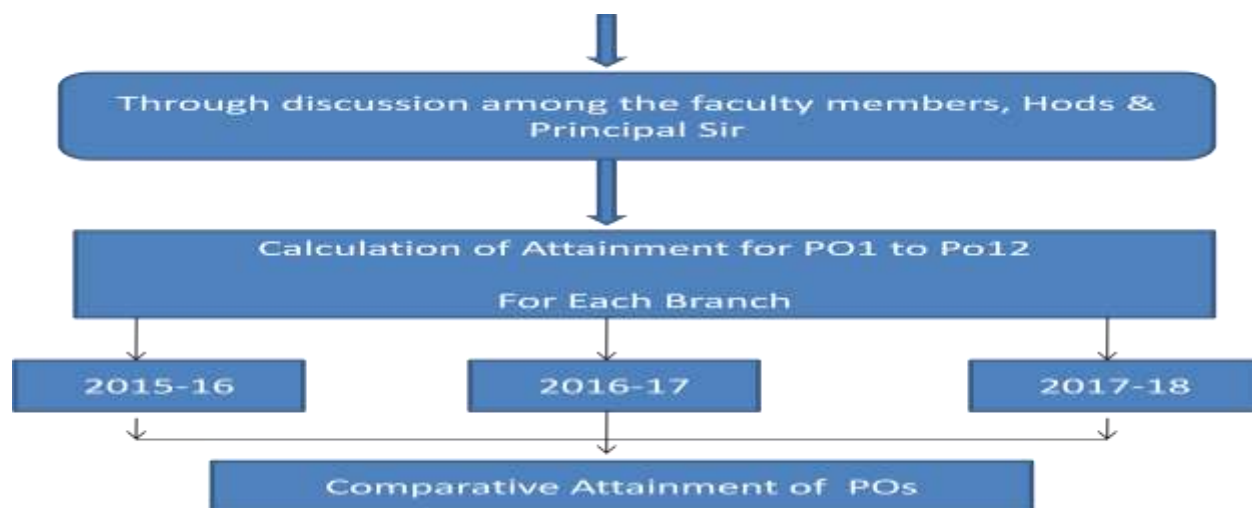 Through discussion among the faculty members, Hods &
Principal Sir
Calculation of Attainment for PO1 to Po12
For Each Branch
2015-16
2016-17
2017-18
Comparative Attainment of POs